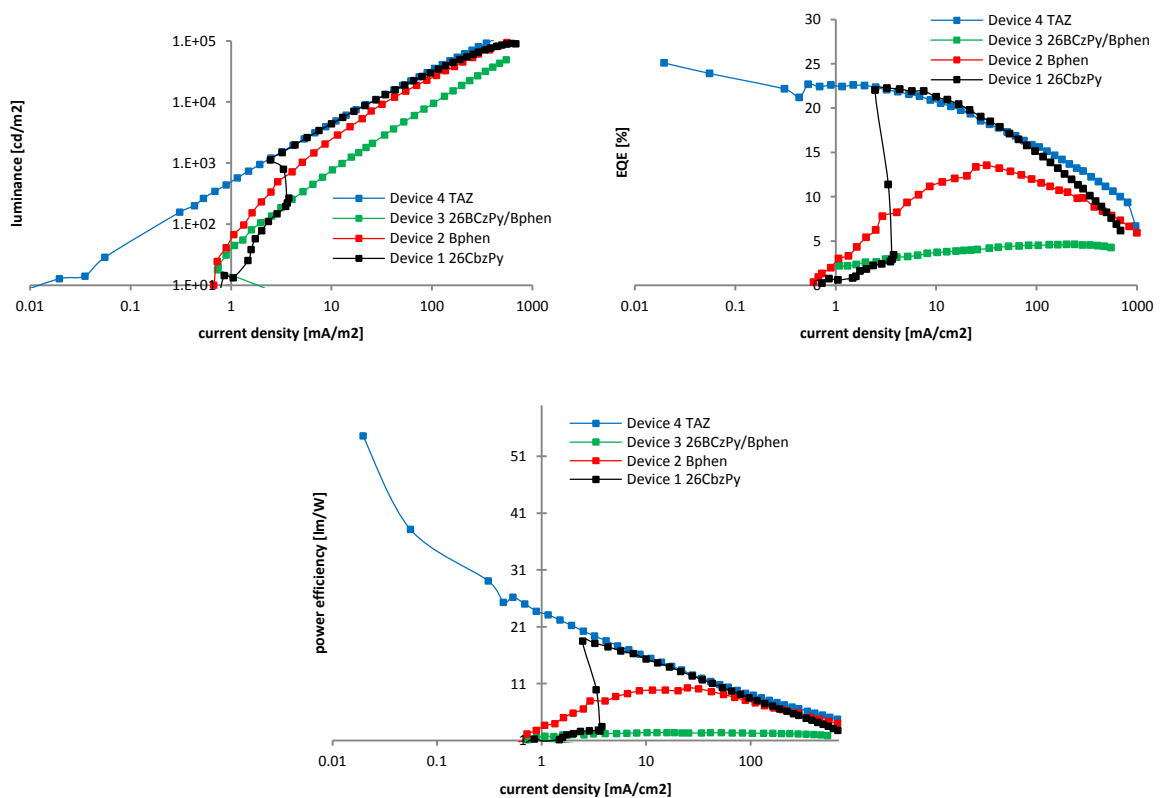 1.E+05
1.E+04
1.E+03
1.E+02
1.E+01
0.01 0.1 1 10 100 1000
luminance [cd/m2]
current density [mA/m2]
Device 4 TAZ
Device 3 26BCzPy/Bphen
Device 2 Bphen
Device 1 26CbzPy
30
25
20
15
10
5
0
0.01 0.1 1 10 100 1000
EQE [%]
current density [mA/cm2]
Device 4 TAZ
Device 3 26BCzPy/Bphen
Device 2 Bphen
Device 1 26CbzPy
51
41
31
21
11
1
0.01 0.1 1 10 100
power efficiency [lm/W]
current density [mA/cm2]
Device 4 TAZ
Device 3 26BCzPy/Bphen
Device 2 Bphen
Device 1 26CbzPy